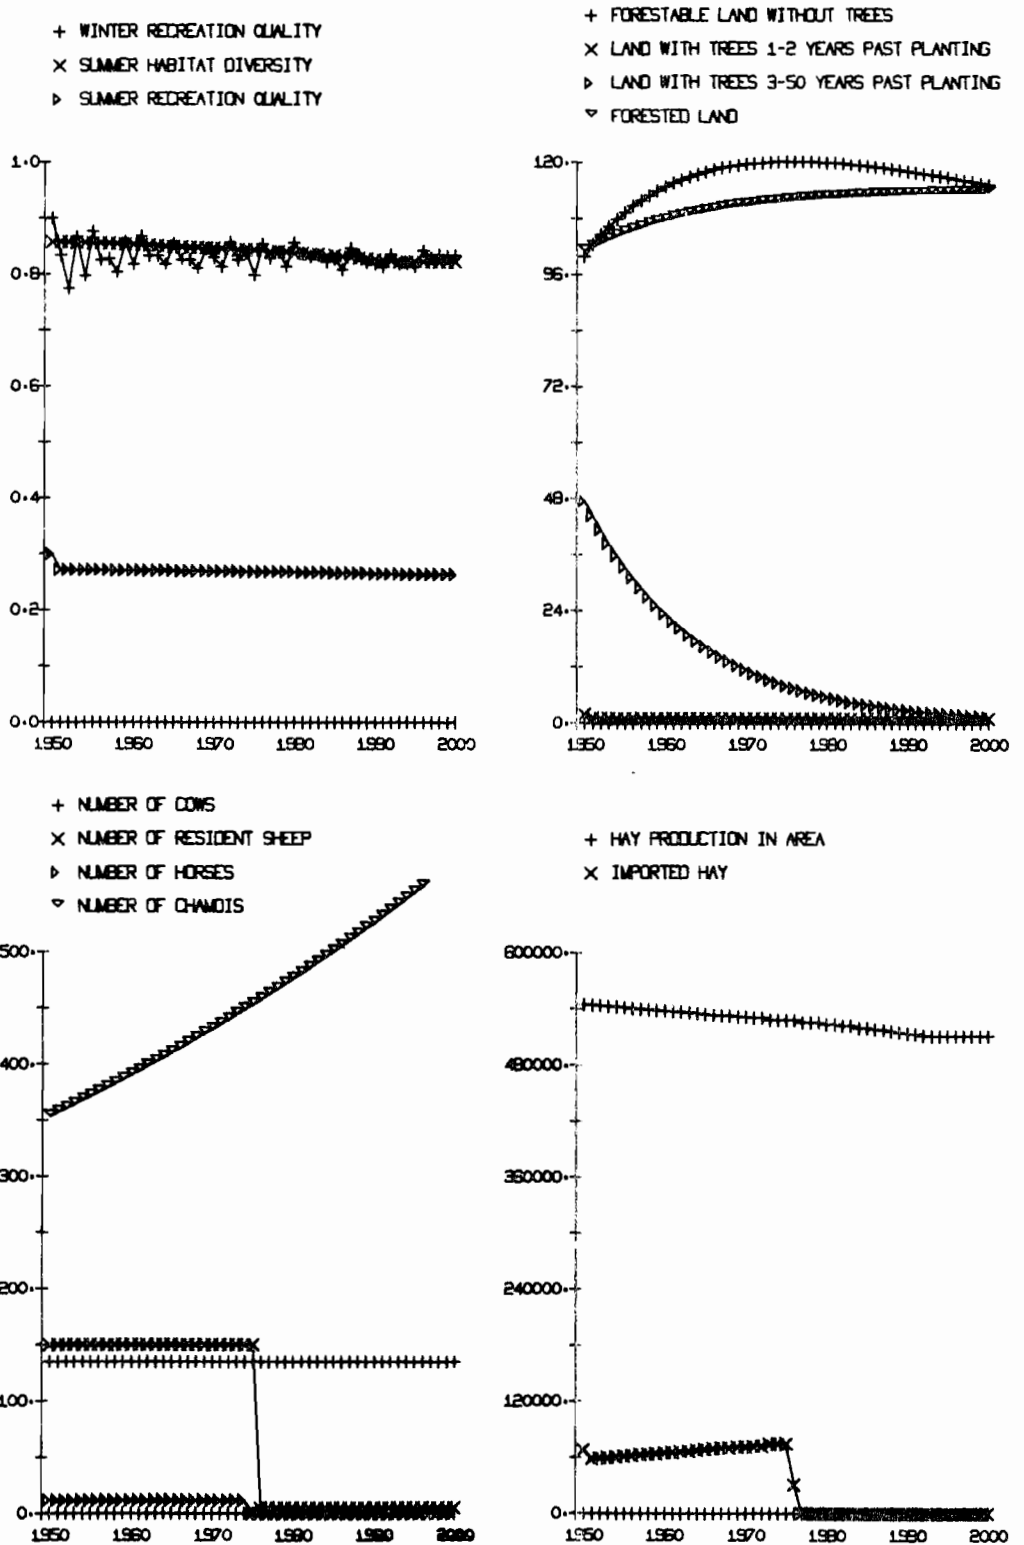 + WINTER RECREATION QUALITY
× SUMMER HABITAT DIVERSITY
▷ SUMMER RECREATION QUALITY
1.0
0.8
0.6
0.4
0.2
0.0
1950 1960 1970 1980 1990 2000
+ FORESTABLE LAND WITHOUT TREES
× LAND WITH TREES 1-2 YEARS PAST PLANTING
▷ LAND WITH TREES 3-50 YEARS PAST PLANTING
▽ FORESTED LAND
120.
96.
72.
48.
24.
0.
1950 1960 1970 1980 1990 2000
+ NUMBER OF COWS
× NUMBER OF RESIDENT SHEEP
▷ NUMBER OF HORSES
▽ NUMBER OF CHAMOIS
500.
400.
300.
200.
100.
0.
1950 1960 1970 1980 1990 2000
+ HAY PRODUCTION IN AREA
× IMPORTED HAY
600000.
480000.
360000.
240000.
120000.
0.
1950 1960 1970 1980 1990 2000